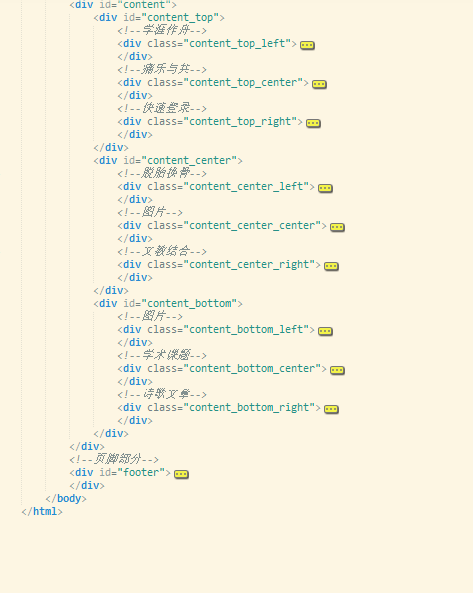 <div id="content">
<div id="content_top">
<!--学涯作舟-->
<div class="content_top_left">
</div>
<!--痛乐与共-->
<div class="content_top_center">
</div>
<!--快速登录-->
<div class="content_top_right">
</div>
</div>
<div id="content_center">
<!--脱胎换骨-->
<div class="content_center_left">
</div>
<!--图片-->
<div class="content_center_center">
</div>
<!--文教结合-->
<div class="content_center_right">
</div>
</div>
<div id="content_bottom">
<!--图片-->
<div class="content_bottom_left">
</div>
<!--学术课题-->
<div class="content_bottom_center">
</div>
<!--诗歌文章-->
<div class="content_bottom_right">
</div>
</div>
</div>
<!--页脚部分-->
<div id="footer">
</div>
</body>
</html>